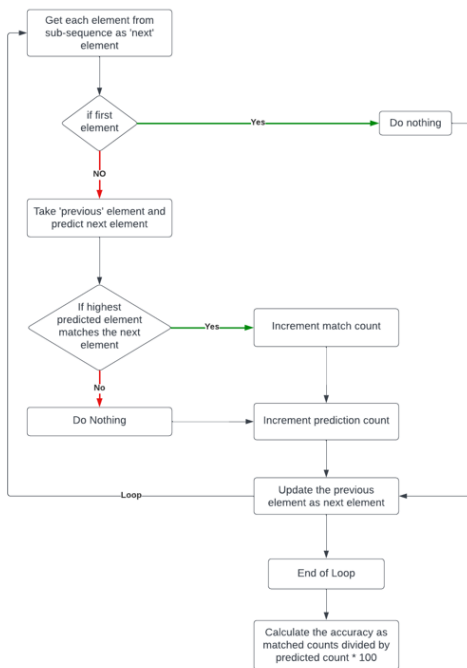 Get each element from
sub-sequence as 'next'
element
if first
element
Yes
Do nothing
NO
Take 'previous' element and
predict next element
If highest
predicted element
matches the next
element
Yes
Increment match count
No
Do Nothing
Increment prediction count
Update the previous
element as next element
Loop
End of Loop
Calculate the accuracy as
matched counts divided by
predicted count * 100